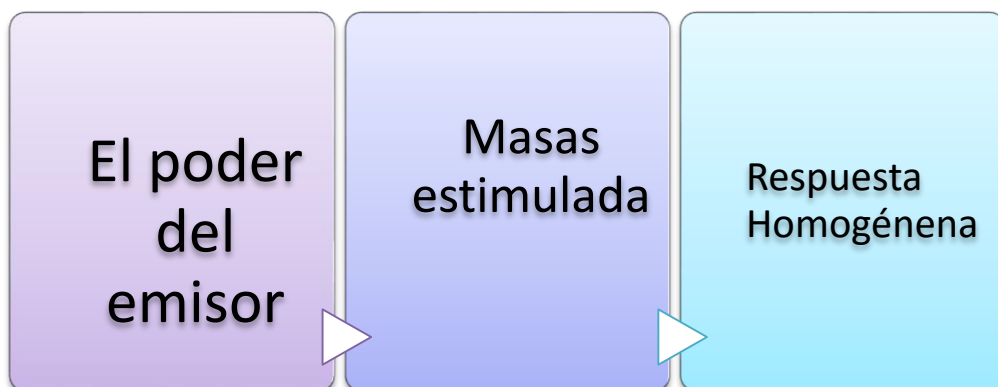 El poder
del
emisor
Masas
estimulada
Respuesta
Homogénena